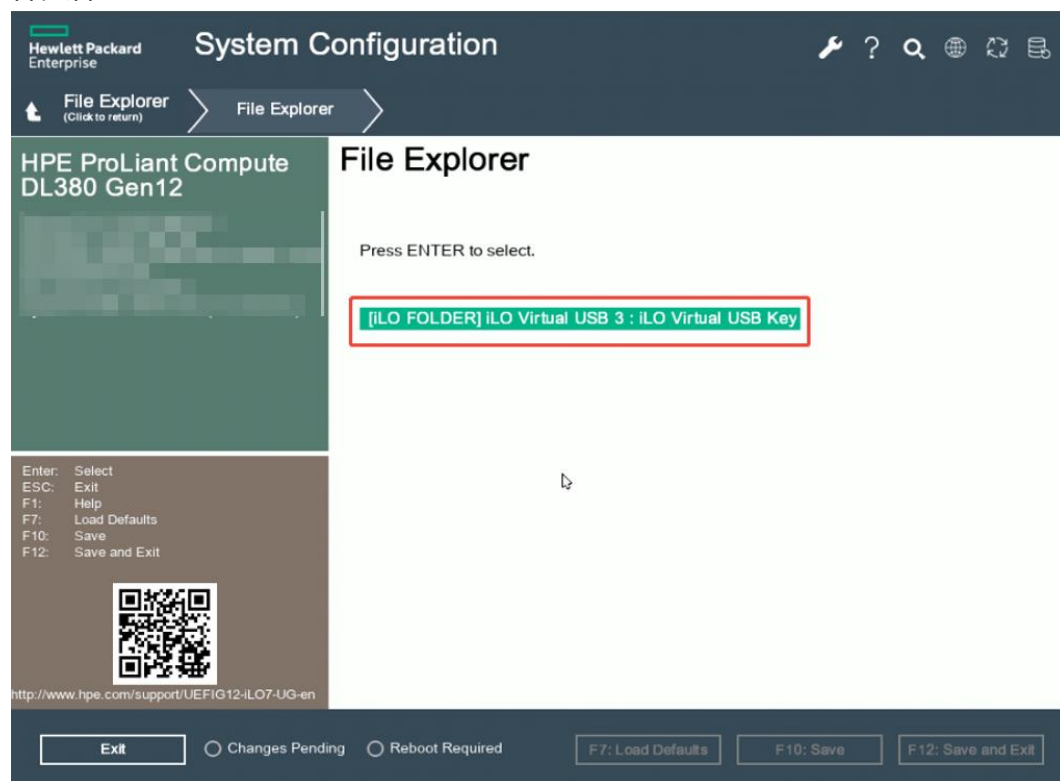 Hewlett Packard
Enterprise
System Configuration
File Explorer
(Click to return)
File Explorer
HPE ProLiant Compute
DL380 Gen12
File Explorer
Press ENTER to select.
[iLO FOLDER] iLO Virtual USB 3 : iLO Virtual USB Key
Enter: Select
ESC: Exit
F1: Help
F7: Load Defaults
F10: Save
F12: Save and Exit
http://www.hpe.com/support/UEFIG12-iLO7-UG-en
Exit
Changes Pending
Reboot Required
F7: Load Defaults
F10: Save
F12: Save and Exit